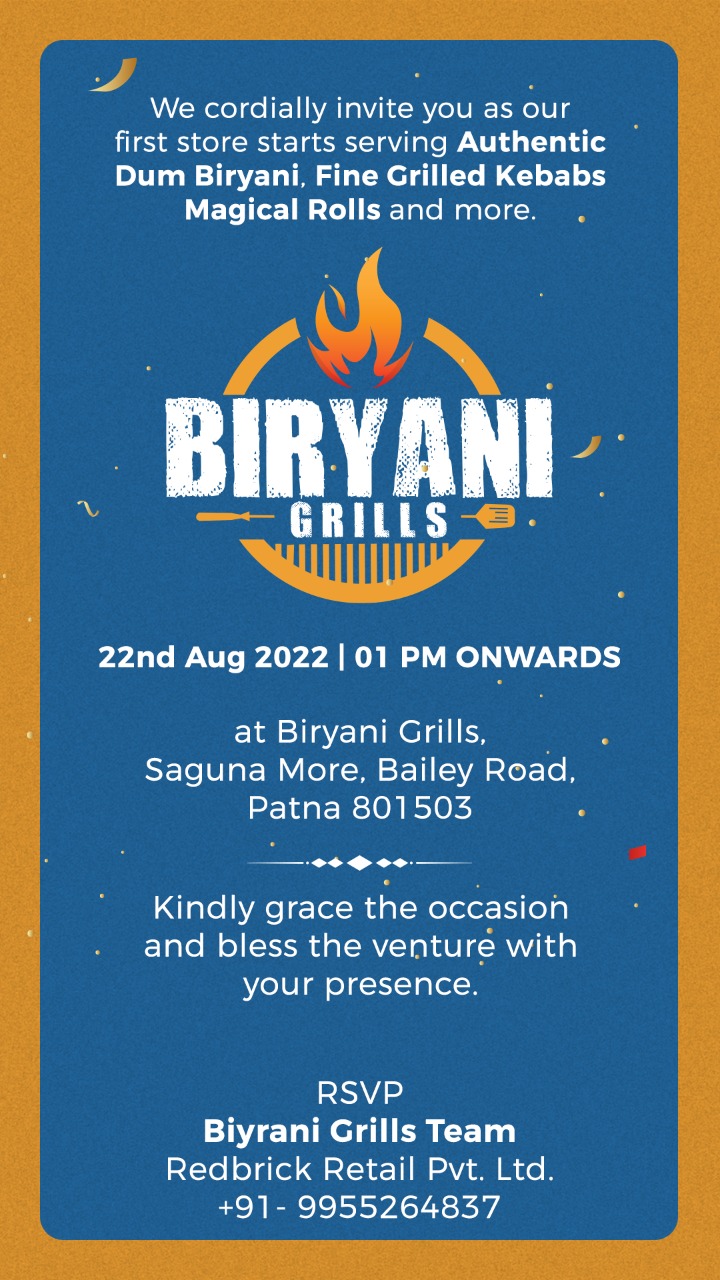 We cordially invite you as our
first store starts serving Authentic
Dum Biryani, Fine Grilled Kebabs
Magical Rolls and more.
BIRYANI
GRILLS
22nd Aug 2022 | 01 PM ONWARDS
at Biryani Grills,
Saguna More, Bailey Road,
Patna 801503
Kindly grace the occasion
and bless the venture with
your presence.
RSVP
Biyrani Grills Team
Redbrick Retail Pvt. Ltd.
+91- 9955264837